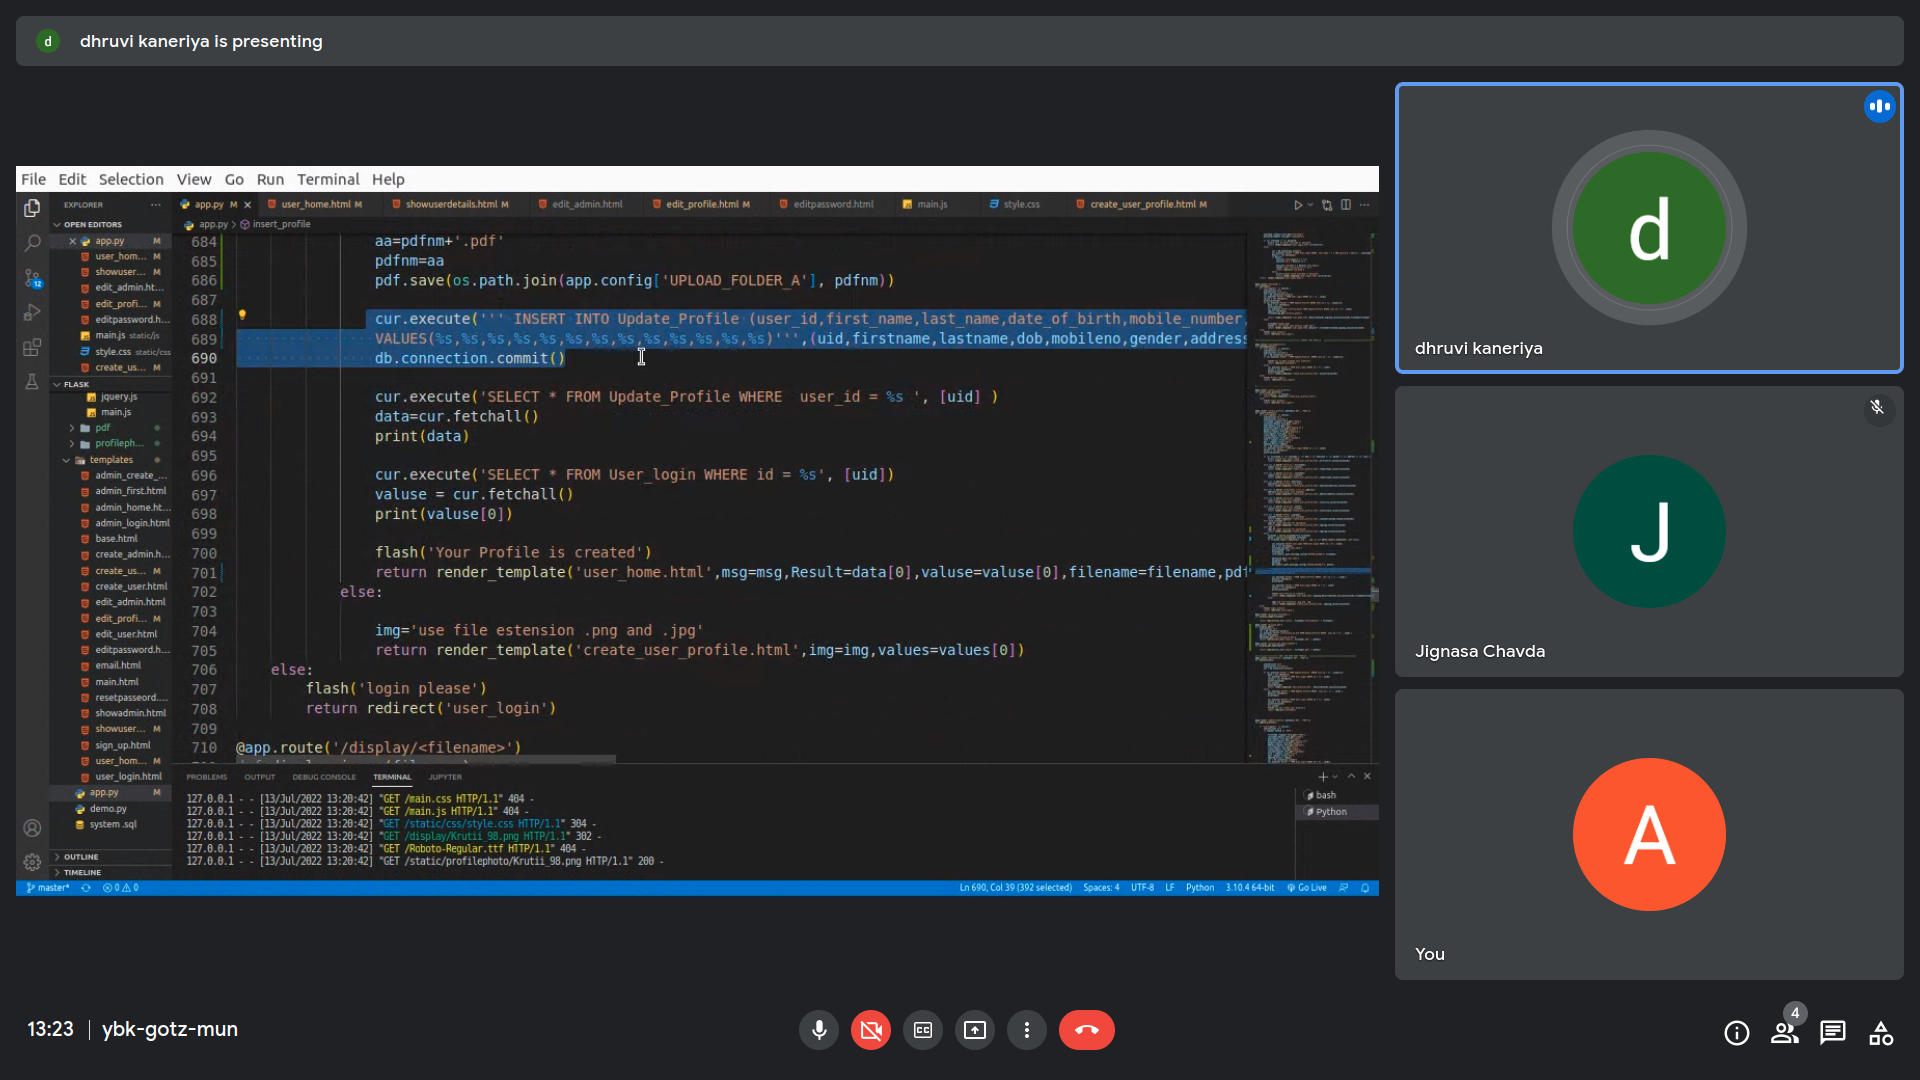 d dhruvi kaneriya is presenting
File Edit Selection View Go Run Terminal Help
EXPLORER ···
app.py M × user_home.html M showuserdetails.html M edit_admin.html edit_profile.html M editpassword.html main.js style.css create_user_profile.html M
app.py > insert_profile
OPEN EDITORS
× app.py M
user_hom... M
showuser... M
edit_admin.ht...
edit_profi... M
editpassword.h...
main.js static/js
style.css static/css
create_us... M
FLASK
jquery.js
main.js
pdf
profileph...
templates
admin_create_...
admin_first.html
admin_home.ht...
admin_login.html
base.html
create_admin.h...
create_us... M
create_user.html
edit_admin.html
edit_profi... M
edit_user.html
editpassword.h...
email.html
main.html
resetpasseord....
showadmin.html
showuser... M
sign_up.html
user_hom... M
user_login.html
app.py M
demo.py
system .sql
OUTLINE
TIMELINE
12
684 aa=pdfnm+'.pdf'
685 pdfnm=aa
686 pdf.save(os.path.join(app.config['UPLOAD_FOLDER_A'], pdfnm))
687
688 cur.execute(''' INSERT INTO Update_Profile (user_id,first_name,last_name,date_of_birth,mobile_number,
689 VALUES(%s,%s,%s,%s,%s,%s,%s,%s,%s,%s,%s,%s,%s)''',(uid,firstname,lastname,dob,mobileno,gender,address
690 db.connection.commit()
691
692 cur.execute('SELECT * FROM Update_Profile WHERE  user_id = %s ', [uid] )
693 data=cur.fetchall()
694 print(data)
695
696 cur.execute('SELECT * FROM User_login WHERE id = %s', [uid])
697 valuse = cur.fetchall()
698 print(valuse[0])
699
700 flash('Your Profile is created')
701 return render_template('user_home.html',msg=msg,Result=data[0],valuse=valuse[0],filename=filename,pdf
702 else:
703
704 img='use file estension .png and .jpg'
705 return render_template('create_user_profile.html',img=img,values=values[0])
706 else:
707 flash('login please')
708 return redirect('user_login')
709
710 @app.route('/display/<filename>')
PROBLEMS OUTPUT DEBUG CONSOLE TERMINAL JUPYTER
127.0.0.1 - - [13/Jul/2022 13:20:42] "GET /main.css HTTP/1.1" 404 -
127.0.0.1 - - [13/Jul/2022 13:20:42] "GET /main.js HTTP/1.1" 404 -
127.0.0.1 - - [13/Jul/2022 13:20:42] "GET /static/css/style.css HTTP/1.1" 304 -
127.0.0.1 - - [13/Jul/2022 13:20:42] "GET /display/Krutii_98.png HTTP/1.1" 302 -
127.0.0.1 - - [13/Jul/2022 13:20:42] "GET /Roboto-Regular.ttf HTTP/1.1" 404 -
127.0.0.1 - - [13/Jul/2022 13:20:42] "GET /static/profilephoto/Krutii_98.png HTTP/1.1" 200 -
bash
Python
master* 0 0 Ln 690, Col 39 (392 selected) Spaces: 4 UTF-8 LF Python 3.10.4 64-bit Go Live
d
dhruvi kaneriya
J
Jignasa Chavda
A
You
13:23 | ybk-gotz-mun
CC
4